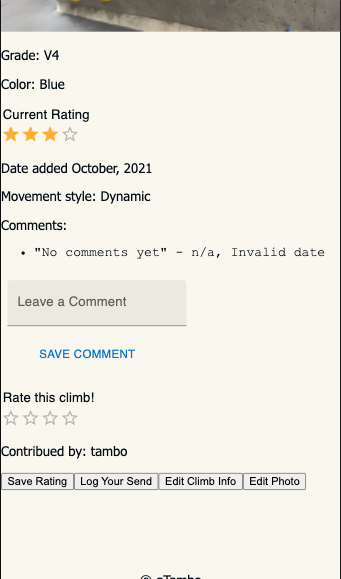 Grade: V4
Color: Blue
Current Rating
Date added October, 2021
Movement style: Dynamic
Comments:
• "No comments yet" - n/a, Invalid date
Leave a Comment
SAVE COMMENT
Rate this climb!
Contribued by: tambo
Save Rating Log Your Send Edit Climb Info Edit Photo